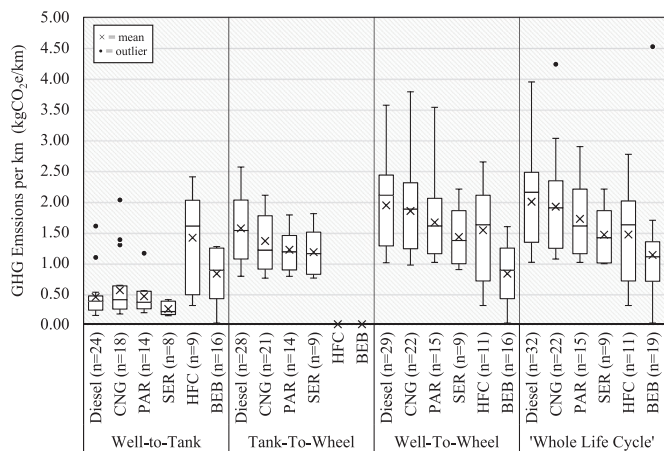 5.00
4.50
4.00
3.50
3.00
2.50
2.00
1.50
1.00
0.50
0.00
GHG Emssions per km (kgCO₂e/km)
× = mean
● = outlier
Diesel (n=24)
CNG (n=18)
PAR (n=14)
SER (n=8)
HFC (n=9)
BEB (n=16)
Diesel (n=28)
CNG (n=21)
PAR (n=14)
SER (n=9)
HFC
BEB
Diesel (n=29)
CNG (n=22)
PAR (n=15)
SER (n=9)
HFC (n=11)
BEB (n=16)
Diesel (n=32)
CNG (n=22)
PAR (n=15)
SER (n=9)
HFC (n=11)
BEB (n=19)
Well-to-Tank
Tank-To-Wheel
Well-To-Wheel
'Whole Life Cycle'